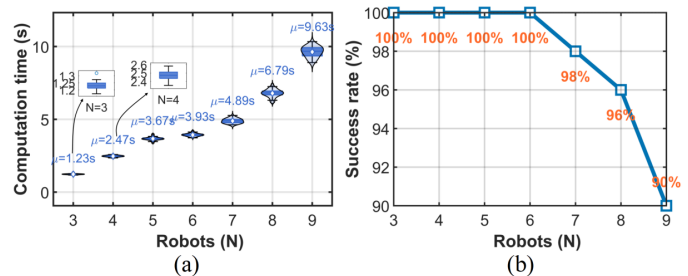 Computation time (s)
10
5
0
μ=9.63s
μ=6.79s
μ=4.89s
μ=3.93s
μ=3.67s
μ=2.47s
μ=1.23s
1.3
1.25
1.2
N=3
2.6
2.5
2.4
N=4
3 4 5 6 7 8 9
Robots (N)
(a)
Success rate (%)
100
98
96
94
92
90
100% 100% 100% 100%
98%
96%
90%
3 4 5 6 7 8 9
Robots (N)
(b)